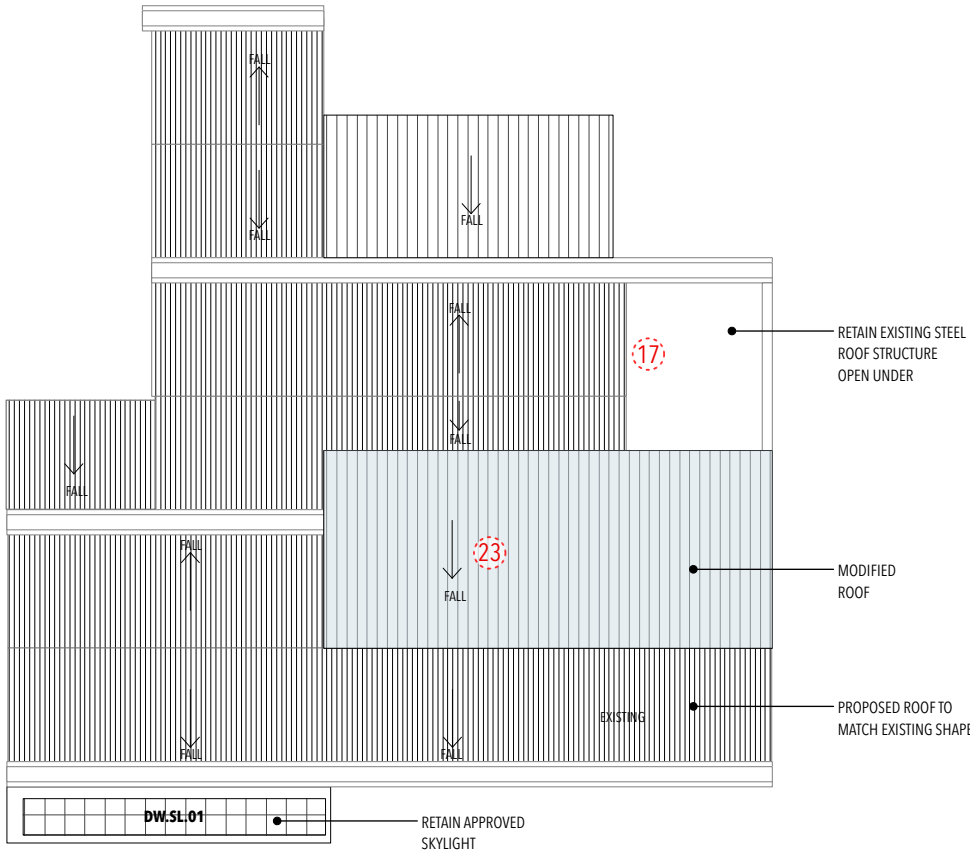 FALL
FALL
FALL
FALL
17
RETAIN EXISTING STEEL
ROOF STRUCTURE
OPEN UNDER
FALL
FALL
FALL
23
FALL
MODIFIED
ROOF
EXISTING
PROPOSED ROOF TO
MATCH EXISTING SHAPE
FALL
FALL
DW.SL.01
RETAIN APPROVED
SKYLIGHT